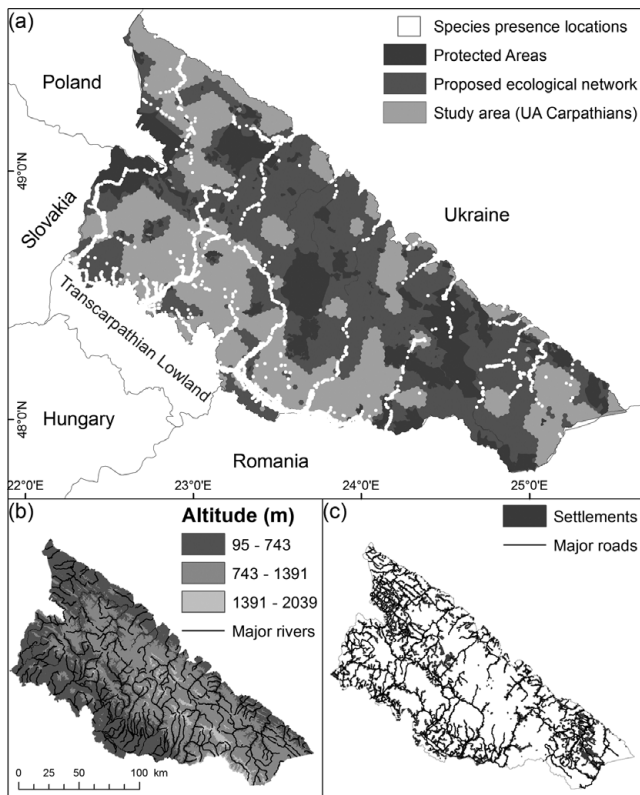 (a)
Species presence locations
Protected Areas
Proposed ecological network
Study area (UA Carpathians)
Poland
49°0'N
Slovakia
Ukraine
Transcarpathian Lowland
Hungary
48°0'N
Romania
22°0'E
23°0'E
24°0'E
25°0'E
(b)
Altitude (m)
95 - 743
743 - 1391
1391 - 2039
Major rivers
0 25 50 100 km
(c)
Settlements
Major roads